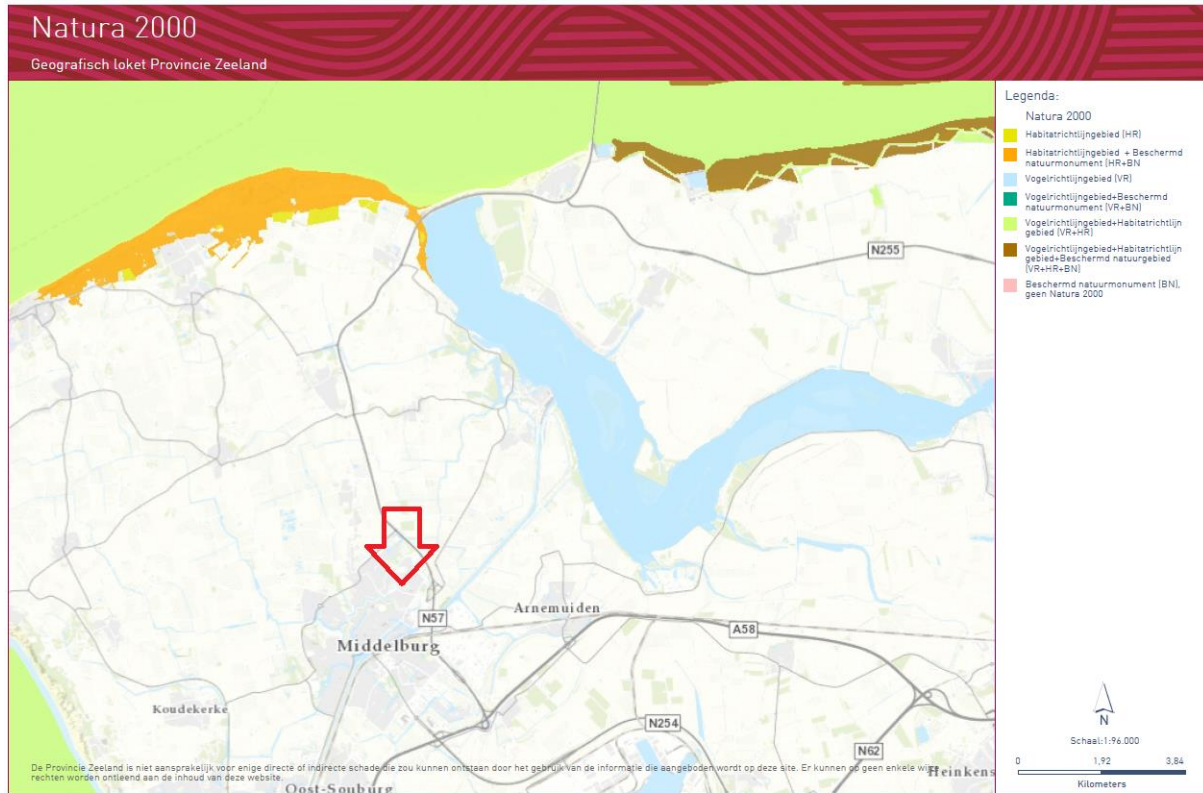 Natura 2000
Geografisch loket Provincie Zeeland
Legenda:
Natura 2000
Habitatrichtlijngebied (HR)
Habitatrichtlijngebied + Beschermd
natuurmonument (HR+BN
Vogelrichtlijngebied (VR)
Vogelrichtlijngebied+Beschermd
natuurmonument (VR+BN)
Vogelrichtlijngebied+Habitatrichtlijn
gebied (VR+HR)
Vogelrichtlijngebied+Habitatrichtlijn
gebied+Beschermd natuurgebied
(VR+HR+BN)
Beschermd natuurmonument (BN),
geen Natura 2000
N255
Arnemuiden
N57
A58
Middelburg
Koudekerke
N254
N62
N
Schaal:1:96.000
De Provincie Zeeland is niet aansprakelijk voor enige directe of indirecte schade die zou kunnen ontstaan door het gebruik van de informatie die aangeboden wordt op deze site. Er kunnen op geen enkele wijze
rechten worden ontleend aan de inhoud van deze website.
Heinkens
Oost-Souburg
0 1,92 3,84
Kilometers